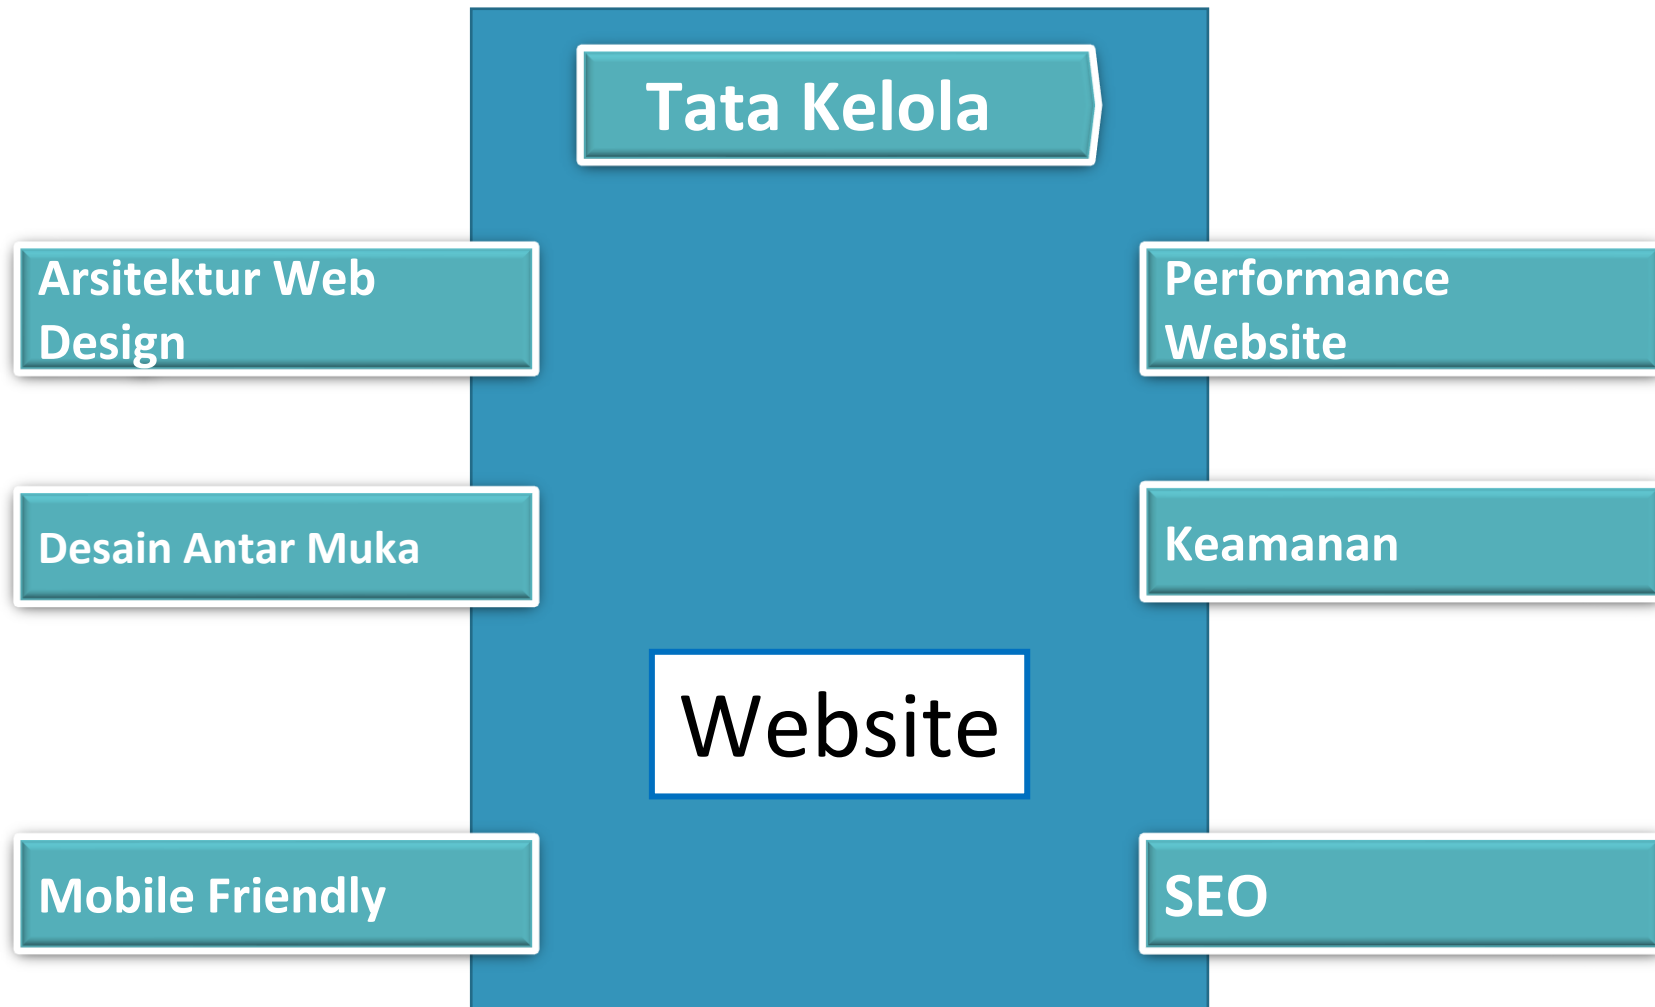 Tata Kelola
Arsitektur Web
Design
Performance
Website
Desain Antar Muka
Keamanan
Website
Mobile Friendly
SEO